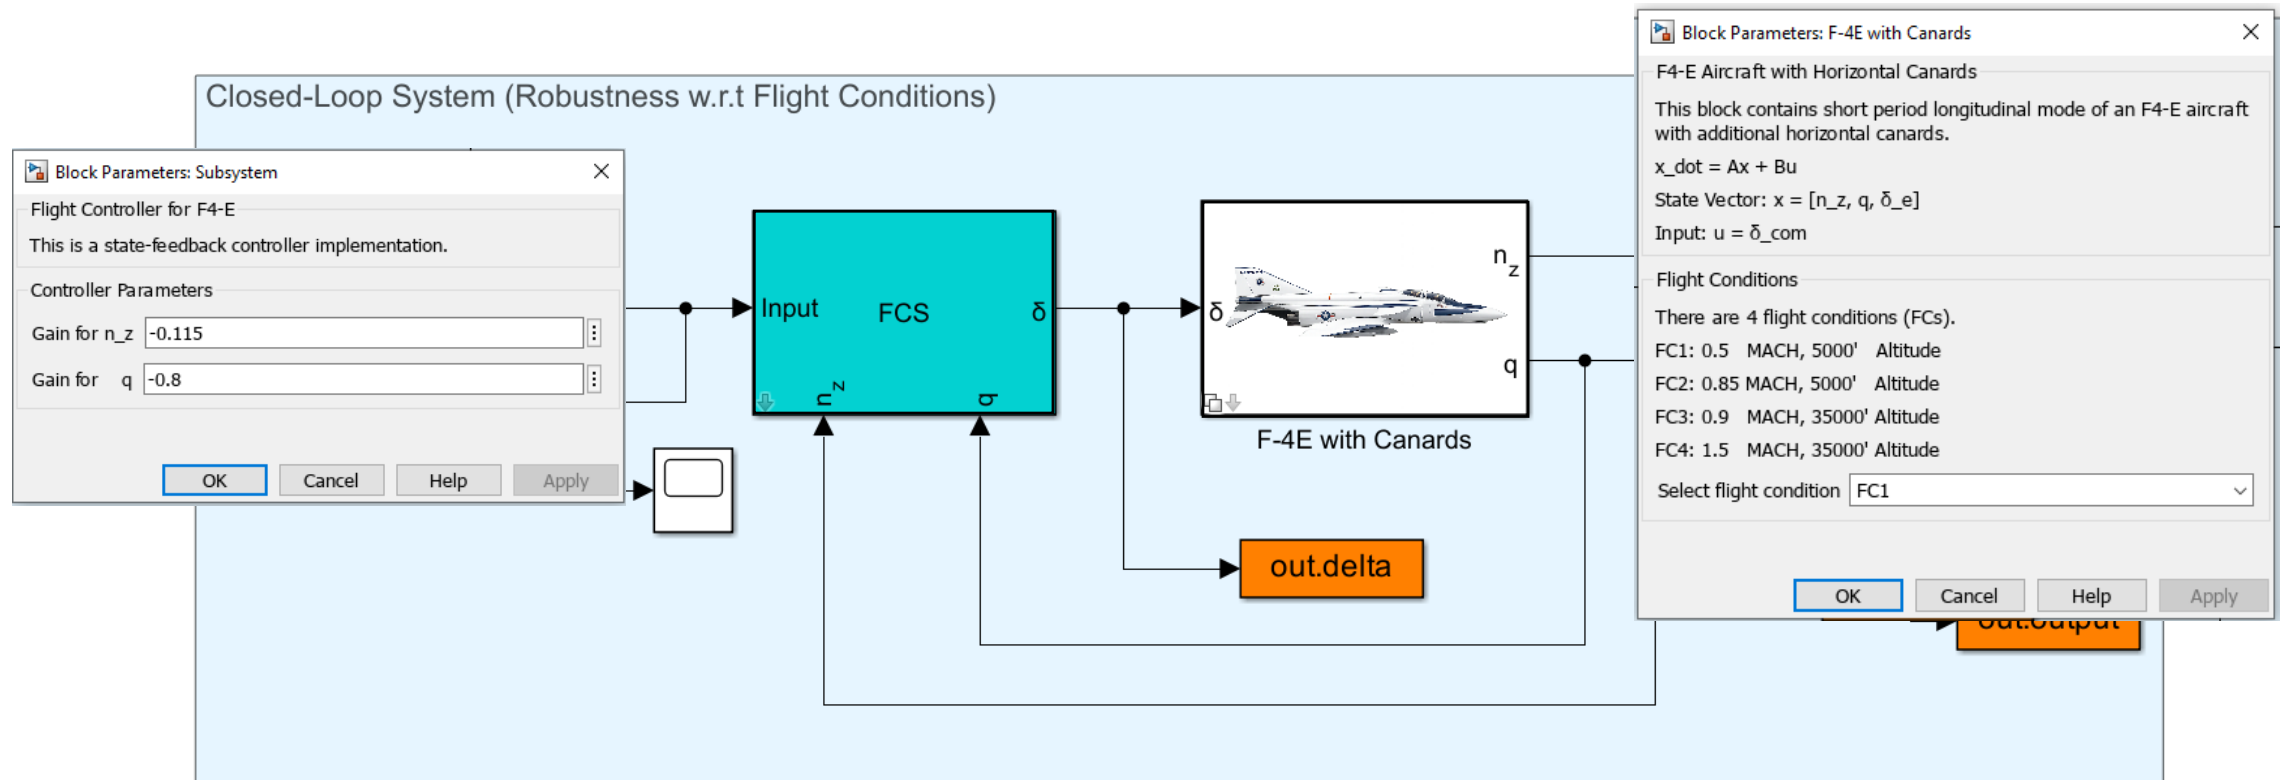 Closed-Loop System (Robustness w.r.t Flight Conditions)
Block Parameters: Subsystem
Flight Controller for F4-E
This is a state-feedback controller implementation.
Controller Parameters
Gain for n_z -0.115
Gain for q -0.8
OK Cancel Help Apply
Input
FCS
δ
n_z
q
δ
n_z
q
F-4E with Canards
out.delta
out.output
Block Parameters: F-4E with Canards
F4-E Aircraft with Horizontal Canards
This block contains short period longitudinal mode of an F4-E aircraft
with additional horizontal canards.
x_dot = Ax + Bu
State Vector: x = [n_z, q, δ_e]
Input: u = δ_com
Flight Conditions
There are 4 flight conditions (FCs).
FC1: 0.5 MACH, 5000' Altitude
FC2: 0.85 MACH, 5000' Altitude
FC3: 0.9 MACH, 35000' Altitude
FC4: 1.5 MACH, 35000' Altitude
Select flight condition FC1
OK Cancel Help Apply